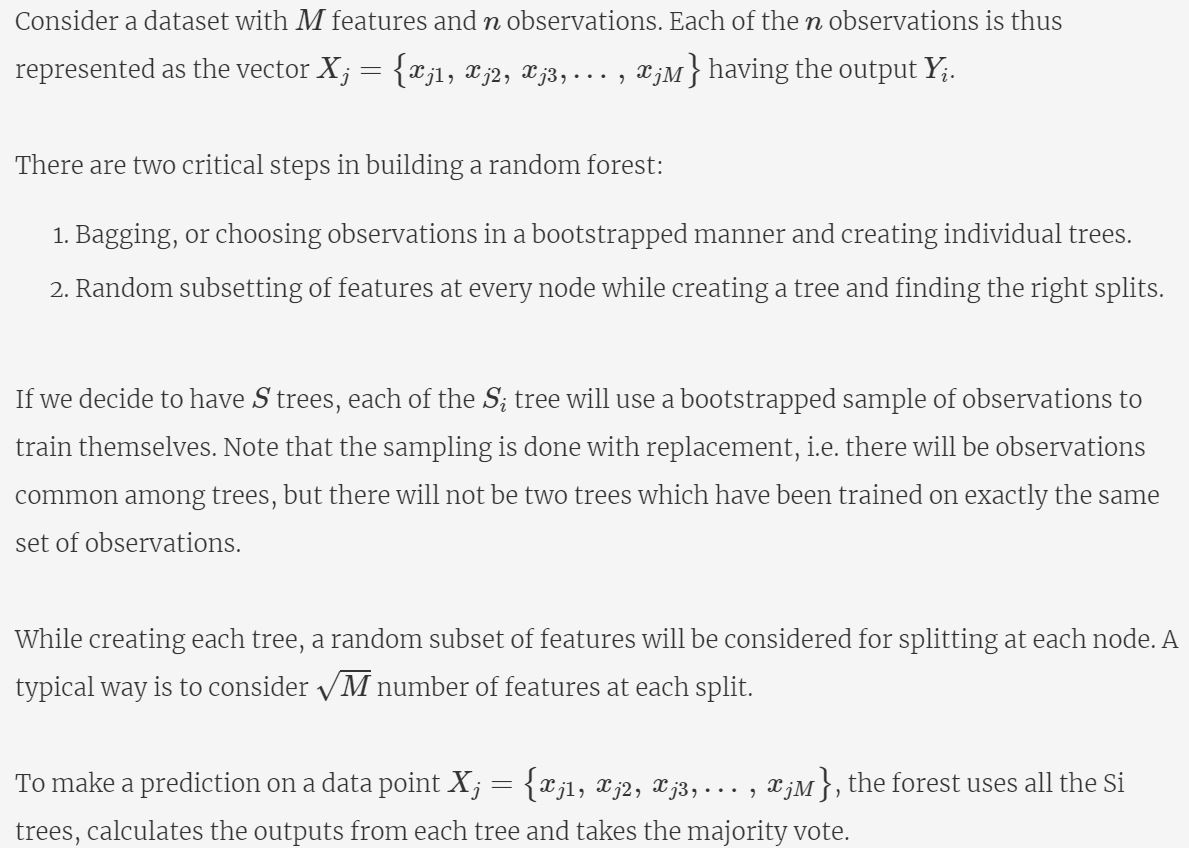 Consider a dataset with M features and n observations. Each of the n observations is thus
represented as the vector X_j = {x_{j1}, x_{j2}, x_{j3}, . . . , x_{jM}} having the output Y_i.
There are two critical steps in building a random forest:
1. Bagging, or choosing observations in a bootstrapped manner and creating individual trees.
2. Random subsetting of features at every node while creating a tree and finding the right splits.
If we decide to have S trees, each of the S_i tree will use a bootstrapped sample of observations to
train themselves. Note that the sampling is done with replacement, i.e. there will be observations
common among trees, but there will not be two trees which have been trained on exactly the same
set of observations.
While creating each tree, a random subset of features will be considered for splitting at each node. A
typical way is to consider √M number of features at each split.
To make a prediction on a data point X_j = {x_{j1}, x_{j2}, x_{j3}, . . . , x_{jM}}, the forest uses all the Si
trees, calculates the outputs from each tree and takes the majority vote.